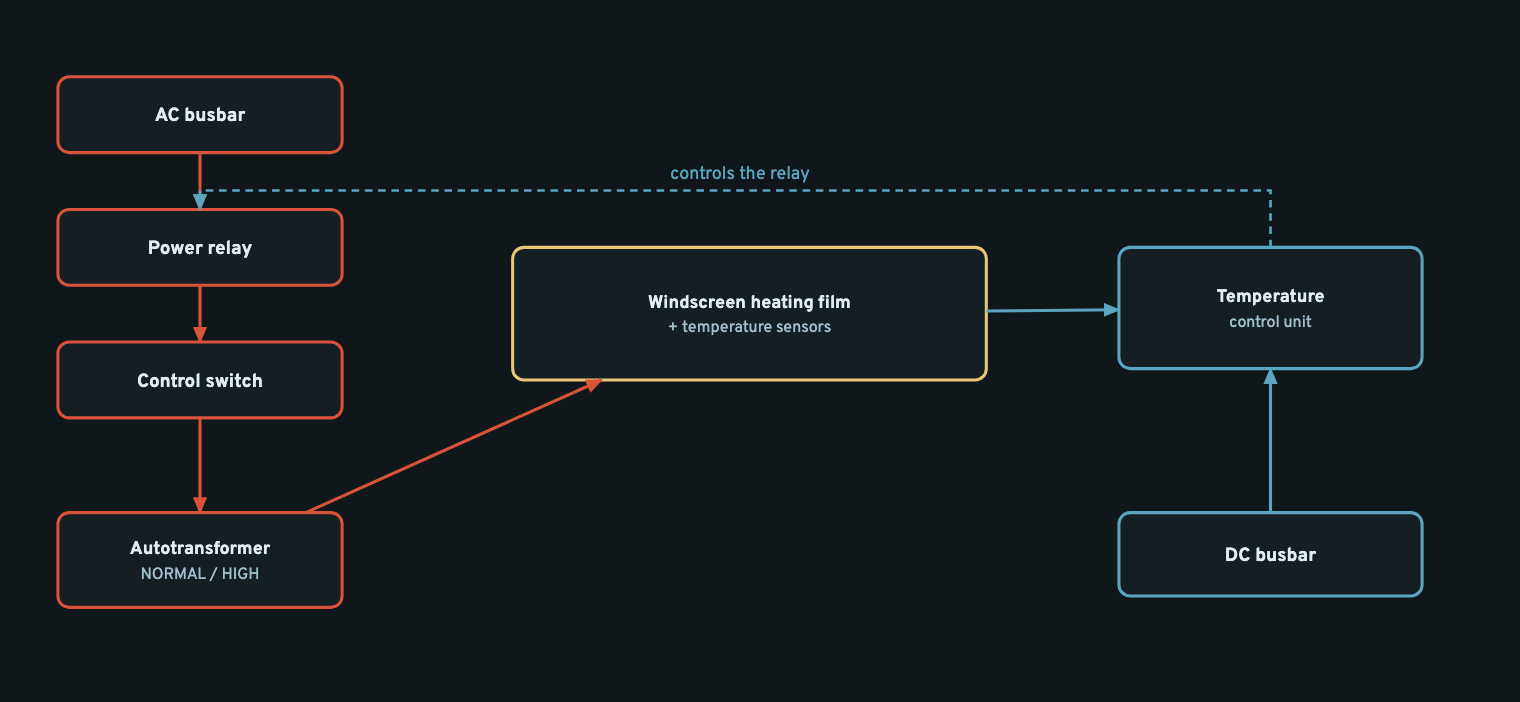 AC busbar
controls the relay
Power relay
Windscreen heating film
+ temperature sensors
Temperature
control unit
Control switch
Autotransformer
NORMAL / HIGH
DC busbar